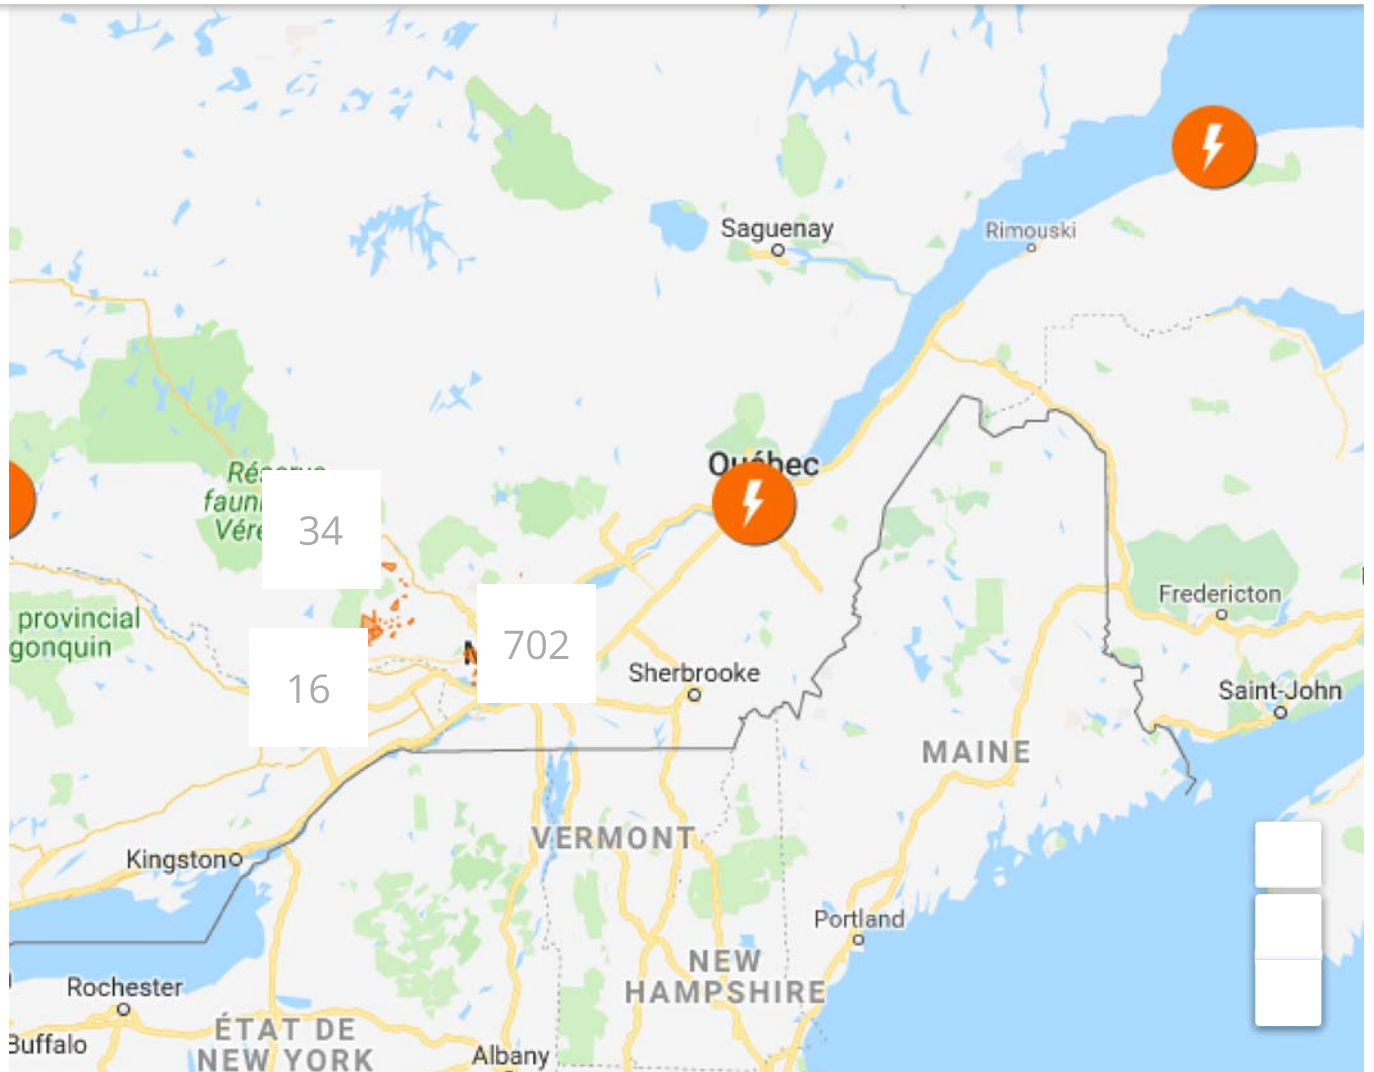 Saguenay
Rimouski
Québec
34
provincial
gonquin
702
Fredericton
16
Sherbrooke
Saint-John
MAINE
VERMONT
Kingston
Portland
NEW
HAMPSHIRE
Rochester
ÉTAT DE
NEW YORK
Buffalo
Albany